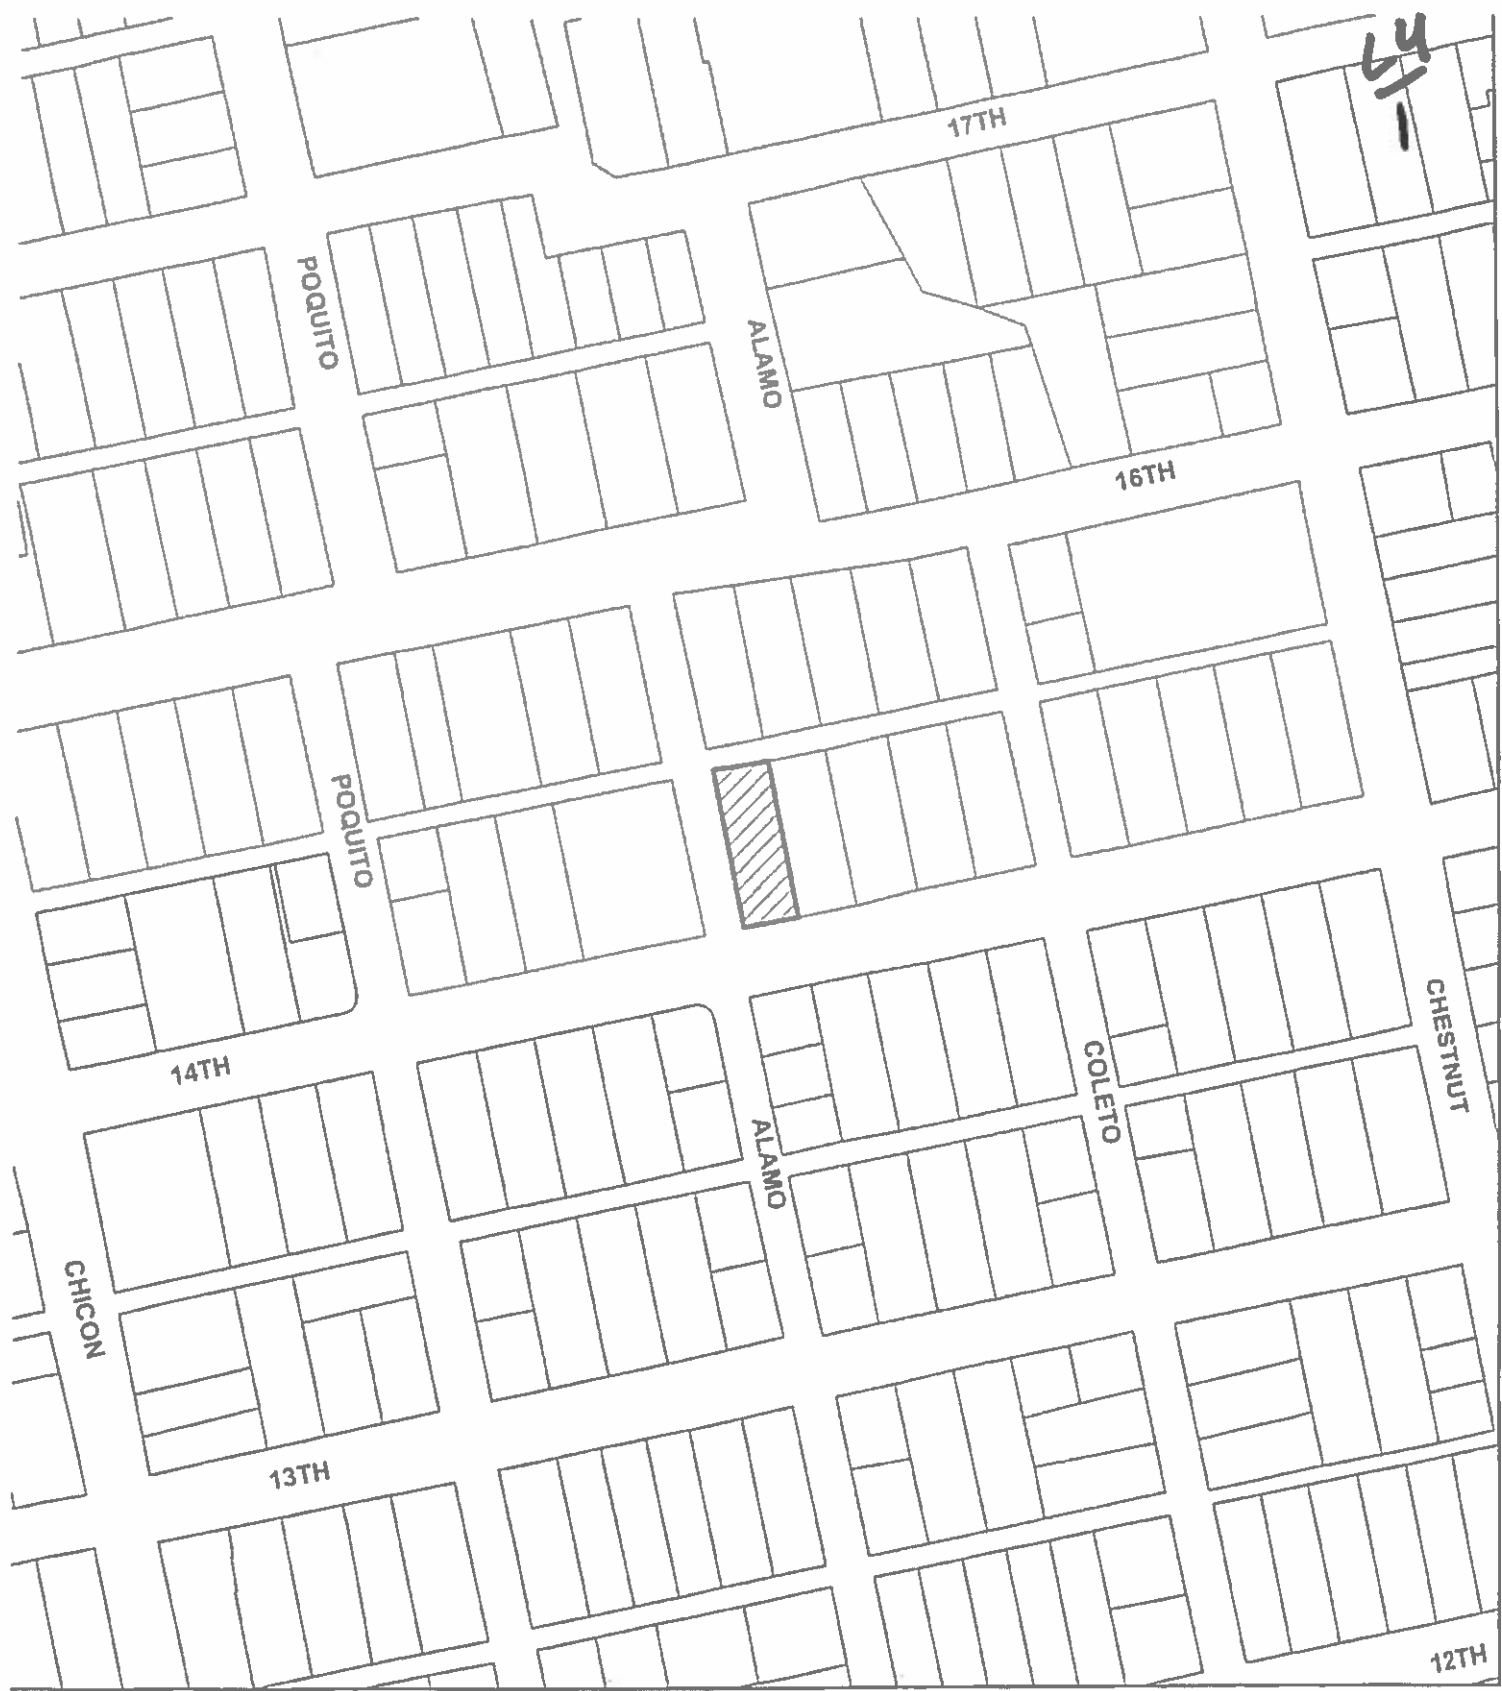 L4
1
17TH
POQUITO
ALAMO
16TH
POQUITO
14TH
CHESTNUT
COLETO
ALAMO
CHICON
13TH
12TH